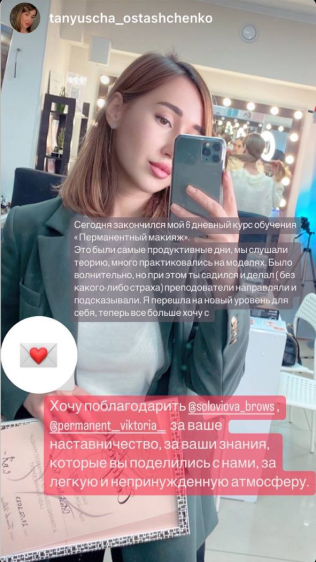 tanyuscha_ostashchenko
Сегодня закончился мой 6 дневный курс обучения
« Перманентный макияж».
Это были самые продуктивные дни, мы слушали
теорию, много практиковались на моделях. Было
волнительно, но при этом ты садился и делал ( без
какого-либо страха) преподователи направляли и
подсказывали. Я перешла на новый уровень для
себя, теперь все больше хочу с
Хочу поблагодарить @soloviova_brows ,
@permanent_viktoria_ за ваше
наставничество, за ваши знания,
которые вы поделились с нами, за
легкую и непринужденную атмосферу.